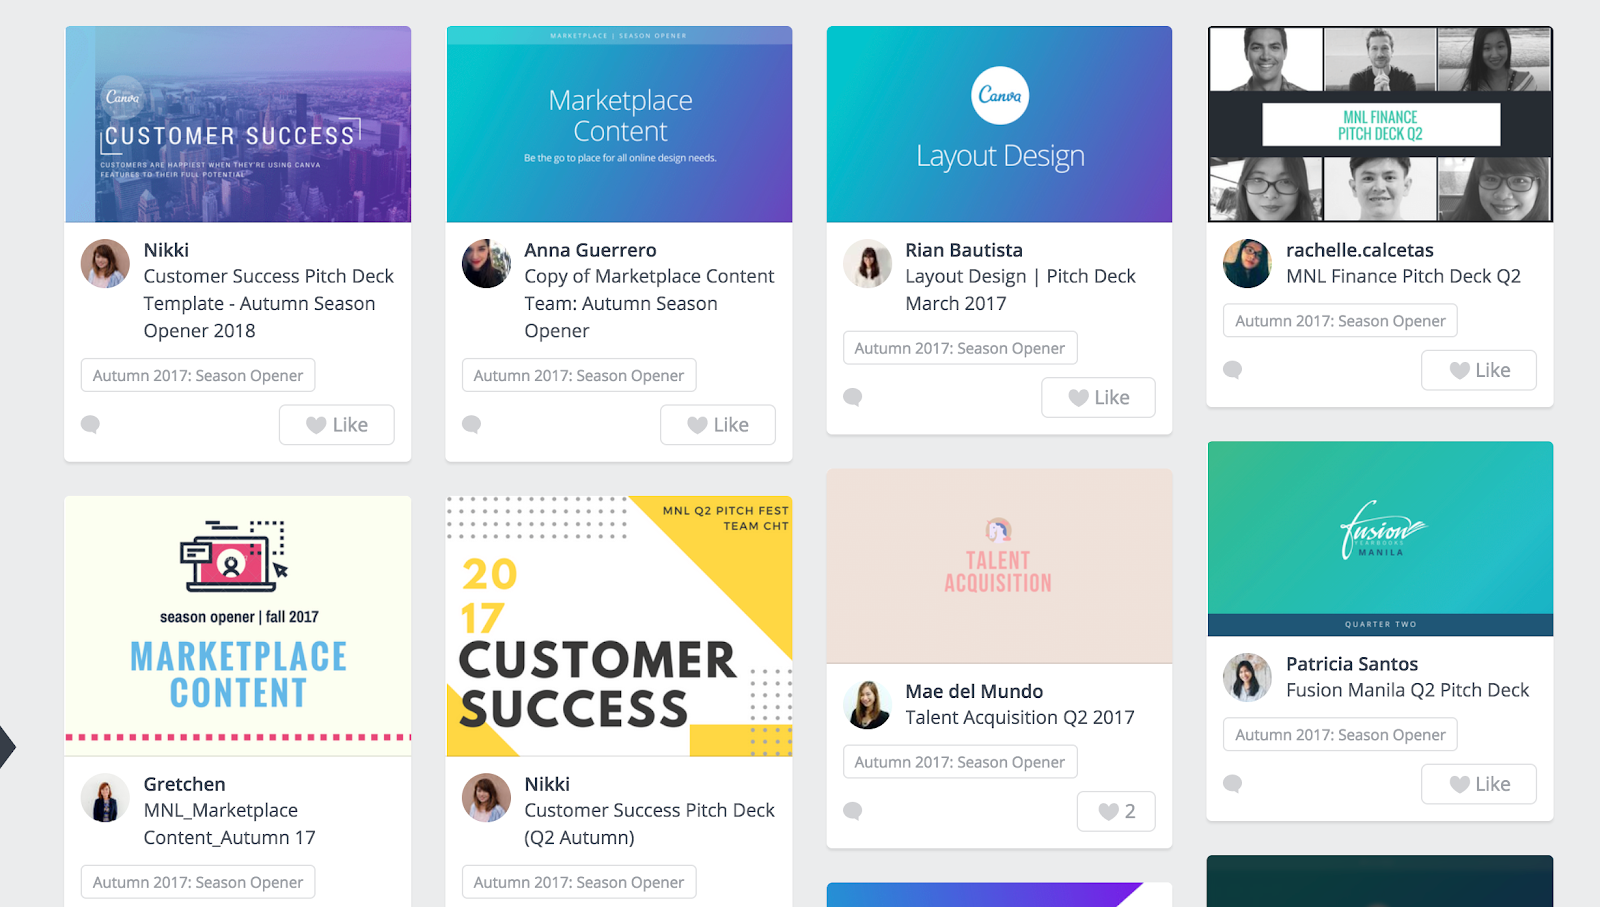 Canva
CUSTOMER SUCCESS
CUSTOMERS ARE HAPPIEST WHEN THEY'RE USING CANVA
FEATURES TO THEIR FULL POTENTIAL
Nikki
Customer Success Pitch Deck
Template - Autumn Season
Opener 2018
Autumn 2017: Season Opener
Like
MARKETPLACE | SEASON OPENER
Marketplace
Content
Be the go to place for all online design needs.
Anna Guerrero
Copy of Marketplace Content
Team: Autumn Season
Opener
Autumn 2017: Season Opener
Like
Canva
Layout Design
Rian Bautista
Layout Design | Pitch Deck
March 2017
Autumn 2017: Season Opener
Like
MNL FINANCE
PITCH DECK Q2
rachelle.calcetas
MNL Finance Pitch Deck Q2
Autumn 2017: Season Opener
Like
season opener | fall 2017
MARKETPLACE
CONTENT
Gretchen
MNL_Marketplace
Content_Autumn 17
Autumn 2017: Season Opener
MNL Q2 PITCH FEST
TEAM CHT
20
17
CUSTOMER
SUCCESS
Nikki
Customer Success Pitch Deck
(Q2 Autumn)
Autumn 2017: Season Opener
TALENT
ACQUISITION
Mae del Mundo
Talent Acquisition Q2 2017
Autumn 2017: Season Opener
2
fusion
YEARBOOKS
MANILA
QUARTER TWO
Patricia Santos
Fusion Manila Q2 Pitch Deck
Autumn 2017: Season Opener
Like